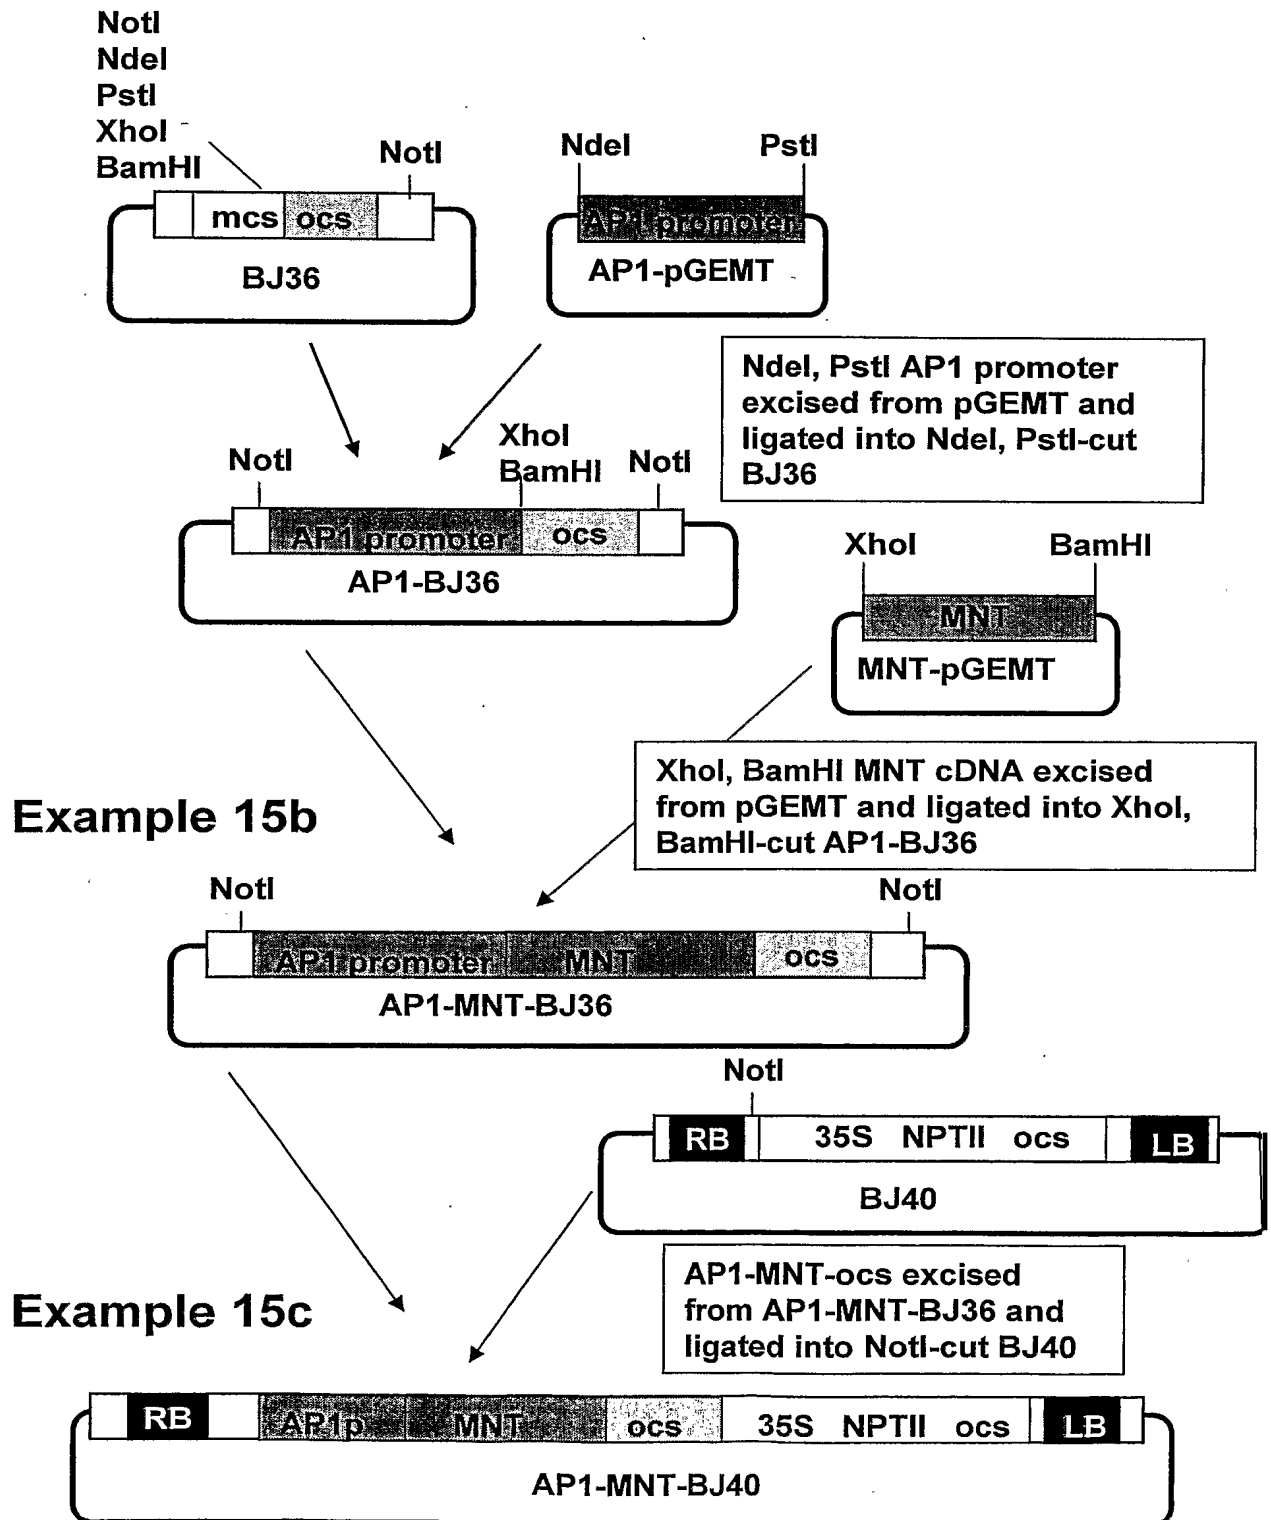 NotI
NdeI
PstI
XhoI
BamHI
NotI
NdeI
PstI
mcs ocs
AP1 promoter
BJ36
AP1-pGEMT
NdeI, PstI AP1 promoter
excised from pGEMT and
ligated into NdeI, PstI-cut
BJ36
NotI
XhoI
BamHI
NotI
AP1 promoter
ocs
AP1-BJ36
XhoI
BamHI
MNT
MNT-pGEMT
XhoI, BamHI MNT cDNA excised
from pGEMT and ligated into XhoI,
BamHI-cut AP1-BJ36
Example 15b
NotI
NotI
AP1 promoter
MNT
ocs
AP1-MNT-BJ36
NotI
RB
35S NPTII ocs
LB
BJ40
AP1-MNT-ocs excised
from AP1-MNT-BJ36 and
ligated into NotI-cut BJ40
Example 15c
RB
AP1p
MNT
ocs
35S NPTII ocs
LB
AP1-MNT-BJ40